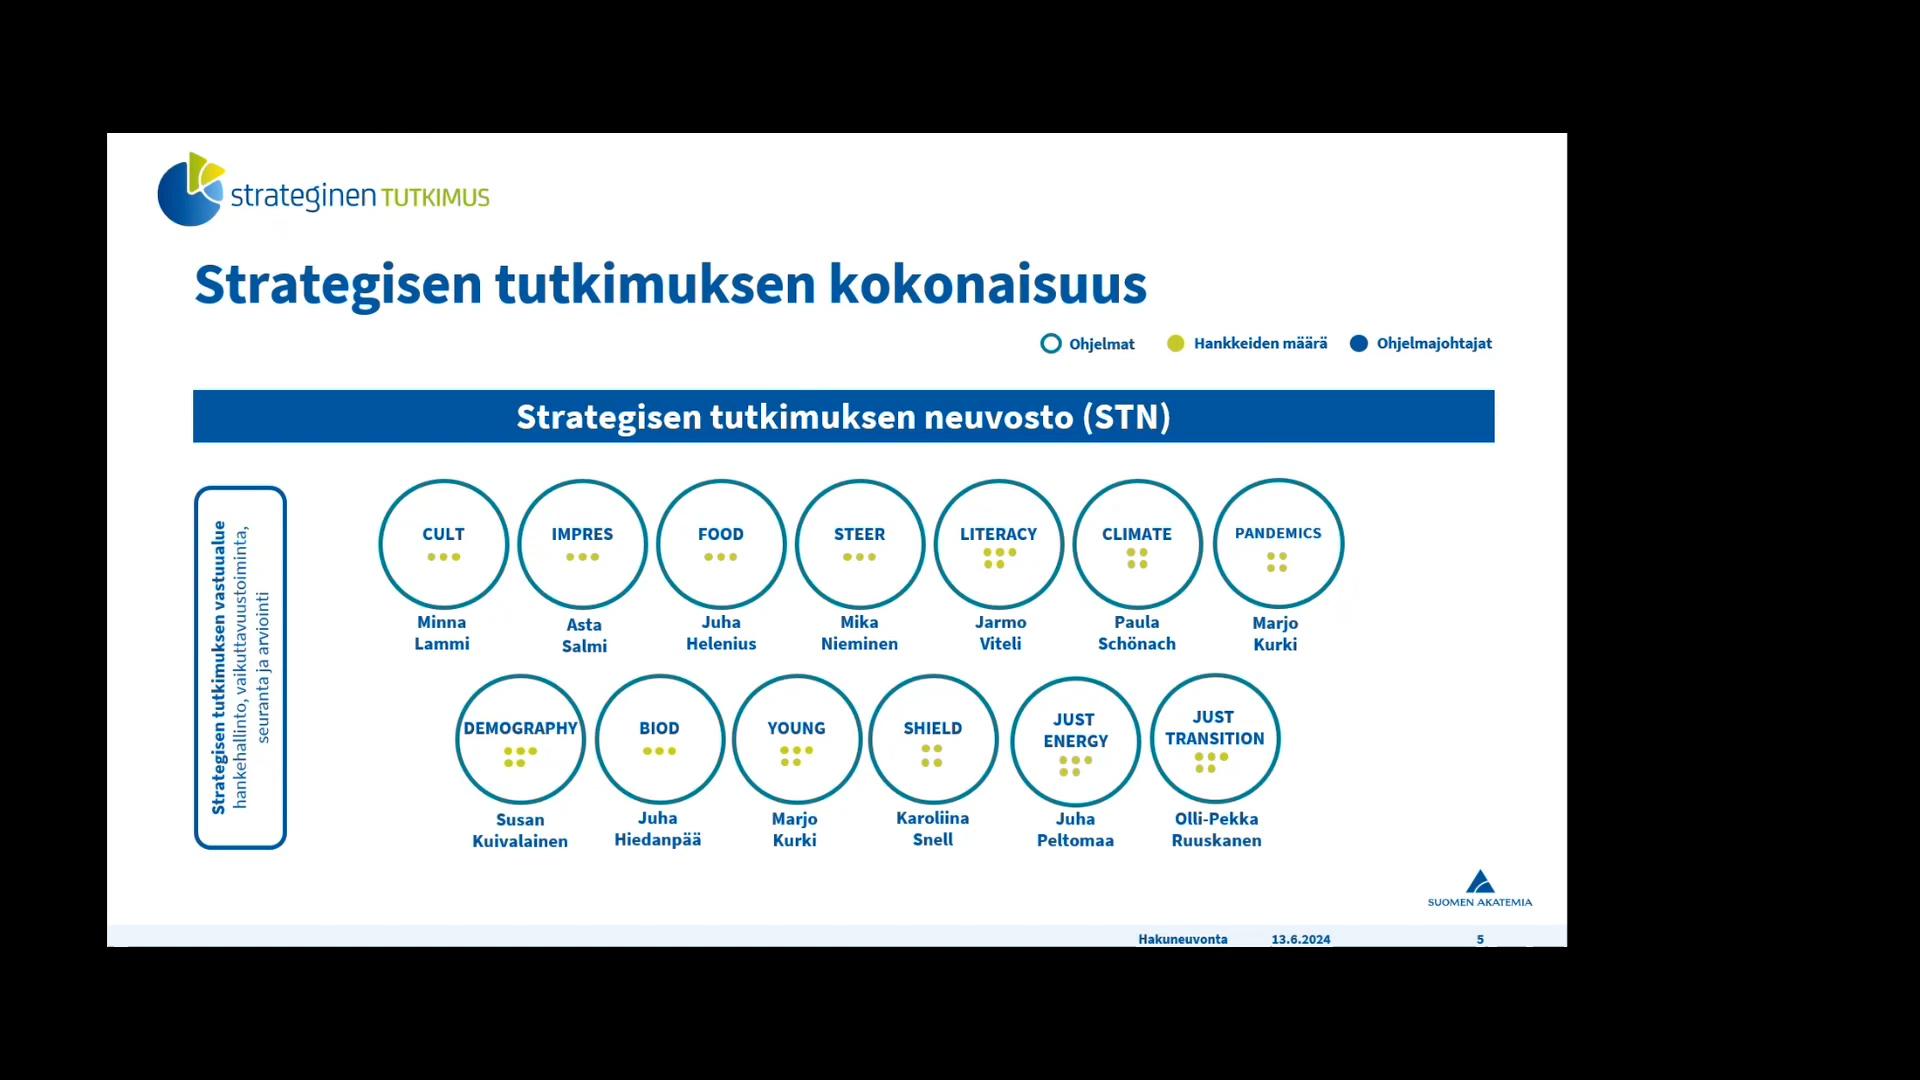 strateginen TUTKIMUS
Strategisen tutkimuksen kokonaisuus
Ohjelmat
Hankkeiden määrä
Ohjelmajohtajat
Strategisen tutkimuksen neuvosto (STN)
Strategisen tutkimuksen vastuualue
hankehallinto, vaikuttavuustoiminta,
seuranta ja arviointi
CULT
Minna
Lammi
IMPRES
Asta
Salmi
FOOD
Juha
Helenius
STEER
Mika
Nieminen
LITERACY
Jarmo
Viteli
CLIMATE
Paula
Schönach
PANDEMICS
Marjo
Kurki
DEMOGRAPHY
Susan
Kuivalainen
BIOD
Juha
Hiedanpää
YOUNG
Marjo
Kurki
SHIELD
Karoliina
Snell
JUST
ENERGY
Juha
Peltomaa
JUST
TRANSITION
Olli-Pekka
Ruuskanen
SUOMEN AKATEMIA
Hakuneuvonta
13.6.2024
5